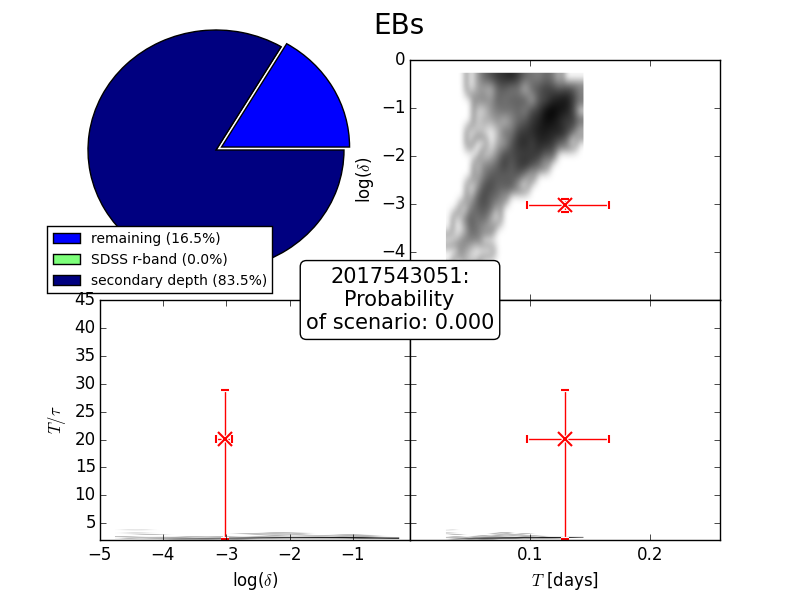 EBs
0
−1
−2
−3
−4
log(δ)
remaining (16.5%)
SDSS r-band (0.0%)
secondary depth (83.5%)
2017543051:
Probability
of scenario: 0.000
45
40
35
30
25
20
15
10
5
T/τ
−5 −4 −3 −2 −1
log(δ)
0.1 0.2
T [days]